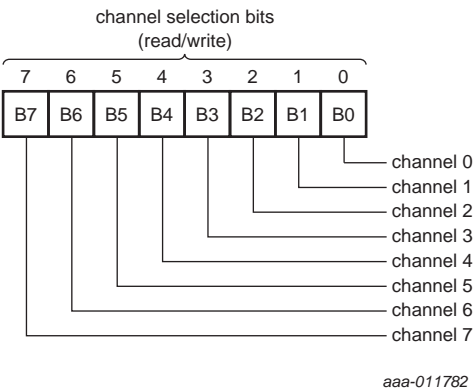 channel selection bits
(read/write)
7 6 5 4 3 2 1 0
B7 B6 B5 B4 B3 B2 B1 B0
channel 0
channel 1
channel 2
channel 3
channel 4
channel 5
channel 6
channel 7
aaa-011782